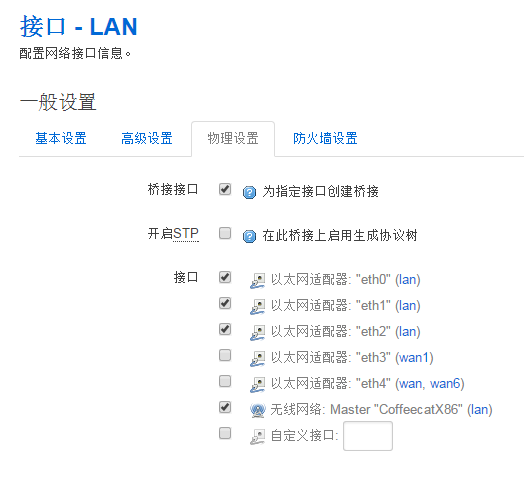 接口 - LAN
配置网络接口信息。
一般设置
基本设置 高级设置 物理设置 防火墙设置
桥接接口 为指定接口创建桥接
开启STP 在此桥接上启用生成协议树
接口 以太网适配器: "eth0" (lan)
以太网适配器: "eth1" (lan)
以太网适配器: "eth2" (lan)
以太网适配器: "eth3" (wan1)
以太网适配器: "eth4" (wan, wan6)
无线网络: Master "CoffeecatX86" (lan)
自定义接口: